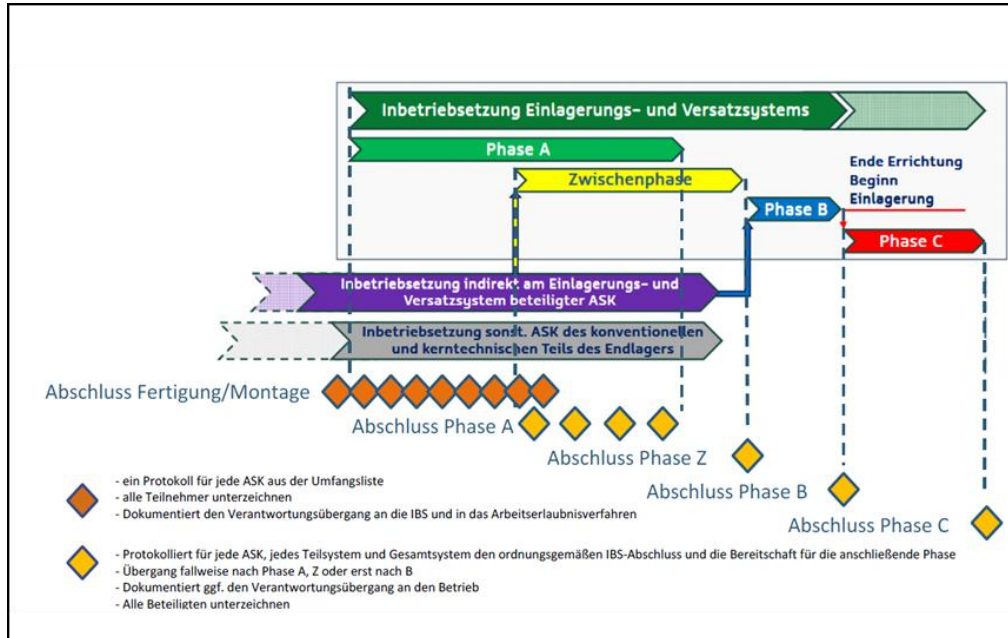 Inbetriebsetzung Einlagerungs- und Versatzsystems
Phase A
Zwischenphase
Ende Errichtung
Beginn
Einlagerung
Phase B
Phase C
Inbetriebsetzung indirekt am Einlagerungs- und
Versatzsystem beteiligter ASK
Inbetriebsetzung sonst. ASK des konventionellen
und kerntechnischen Teils des Endlagers
Abschluss Fertigung/Montage
Abschluss Phase A
Abschluss Phase Z
Abschluss Phase B
Abschluss Phase C
- ein Protokoll für jede ASK aus der Umfangsliste
- alle Teilnehmer unterzeichnen
- Dokumentiert den Verantwortungsübergang an die IBS und in das Arbeitserlaubnisverfahren
- Protokolliert für jede ASK, jedes Teilsystem und Gesamtsystem den ordnungsgemäßen IBS-Abschluss und die Bereitschaft für die anschließende Phase
- Übergang fallweise nach Phase A, Z oder erst nach B
- Dokumentiert ggf. den Verantwortungsübergang an den Betrieb
- Alle Beteiligten unterzeichnen